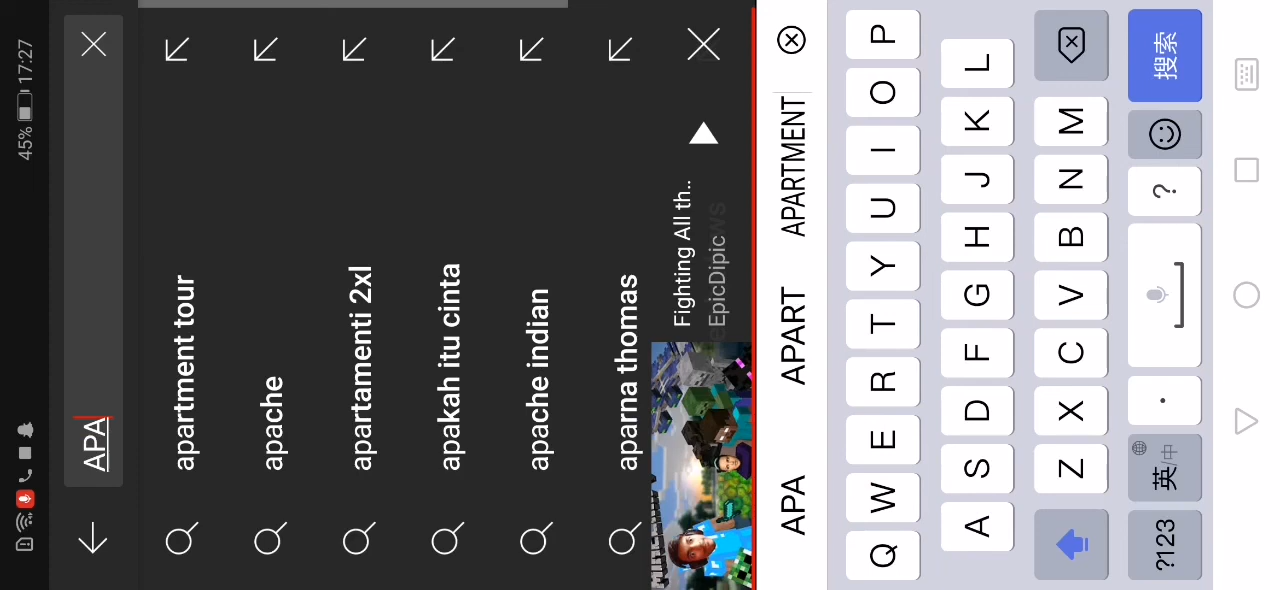 45% 17:27
APA
apartment tour
apache
apartamenti 2xl
apakah itu cinta
apache indian
aparna thomas
Fighting All th..
EpicDipic
APA APART APARTMENT
Q W E R T Y U I O P
A S D F G H J K L
Z X C V B N M
?123 英/中 . ? 搜索